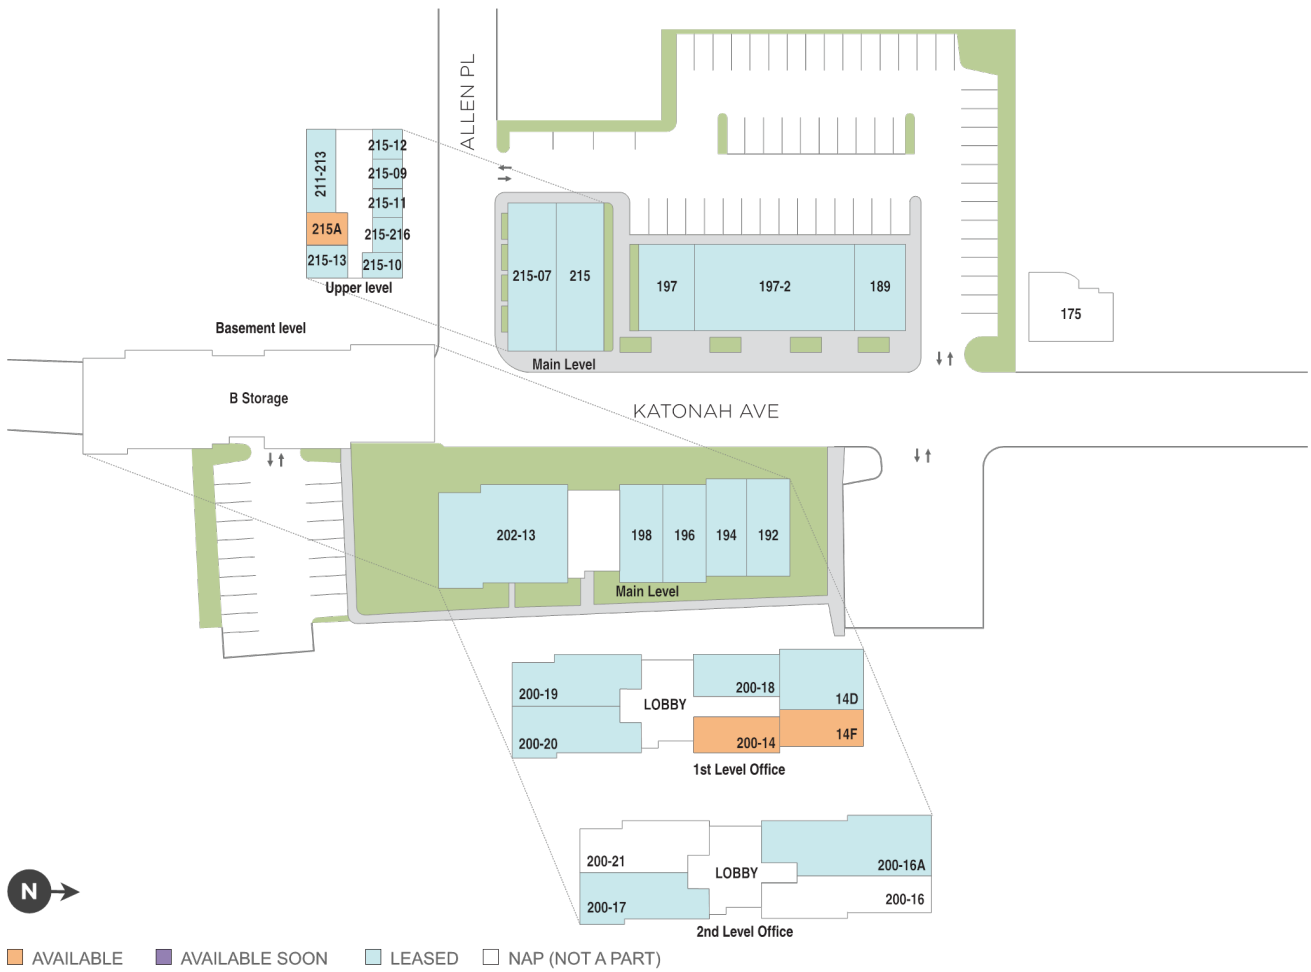 ALLEN PL
211-213
215A
215-13
215-12
215-09
215-11
215-216
215-10
Upper level
215-07
215
Main Level
197
197-2
189
175
Basement level
B Storage
KATONAH AVE
202-13
198
196
194
192
Main Level
200-19
200-20
LOBBY
200-18
14D
200-14
14F
1st Level Office
200-21
200-17
LOBBY
200-16A
200-16
2nd Level Office
N
AVAILABLE
AVAILABLE SOON
LEASED
NAP (NOT A PART)